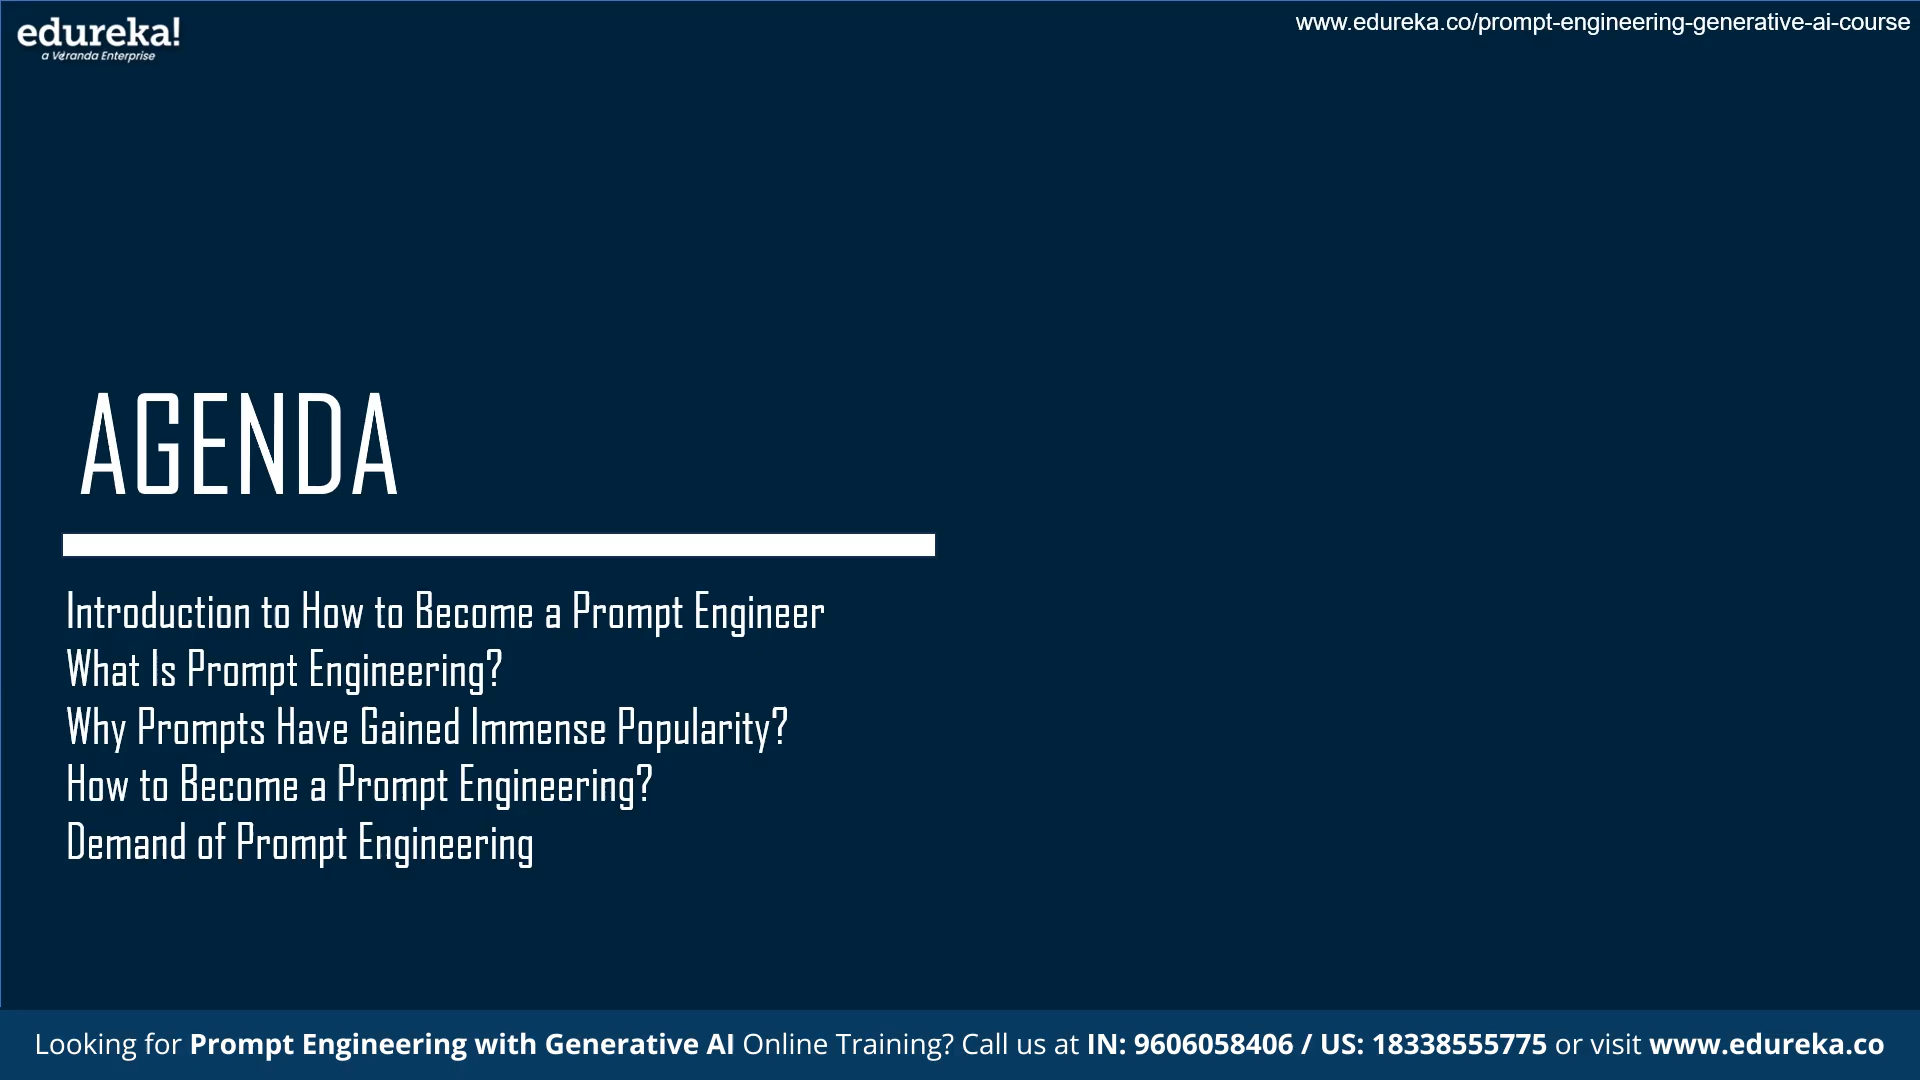 edureka!
a Veranda Enterprise
www.edureka.co/prompt-engineering-generative-ai-course
AGENDA
Introduction to How to Become a Prompt Engineer
What Is Prompt Engineering?
Why Prompts Have Gained Immense Popularity?
How to Become a Prompt Engineering?
Demand of Prompt Engineering
Looking for Prompt Engineering with Generative AI Online Training? Call us at IN: 9606058406 / US: 18338555775 or visit www.edureka.co